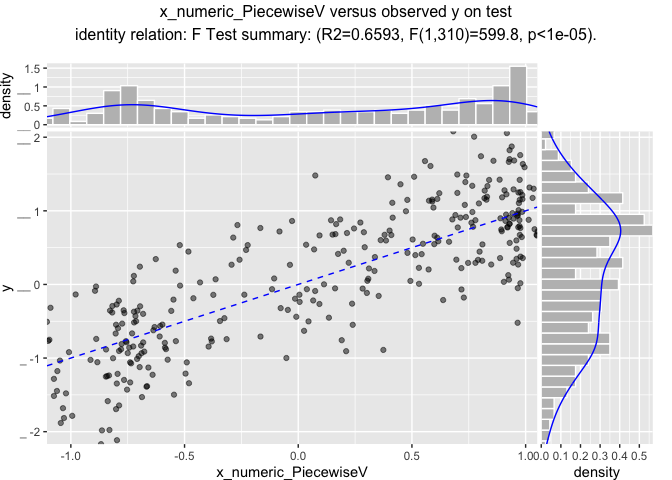 x_numeric_PiecewiseV versus observed y on test
identity relation: F Test summary: (R2=0.6593, F(1,310)=599.8, p<1e-05).
density
1.5
1.0
0.5
0
y
2
1
0
-1
-2
-1.0 -0.5 0.0 0.5 1.0
x_numeric_PiecewiseV
0.0 0.1 0.2 0.3 0.4 0.5
density